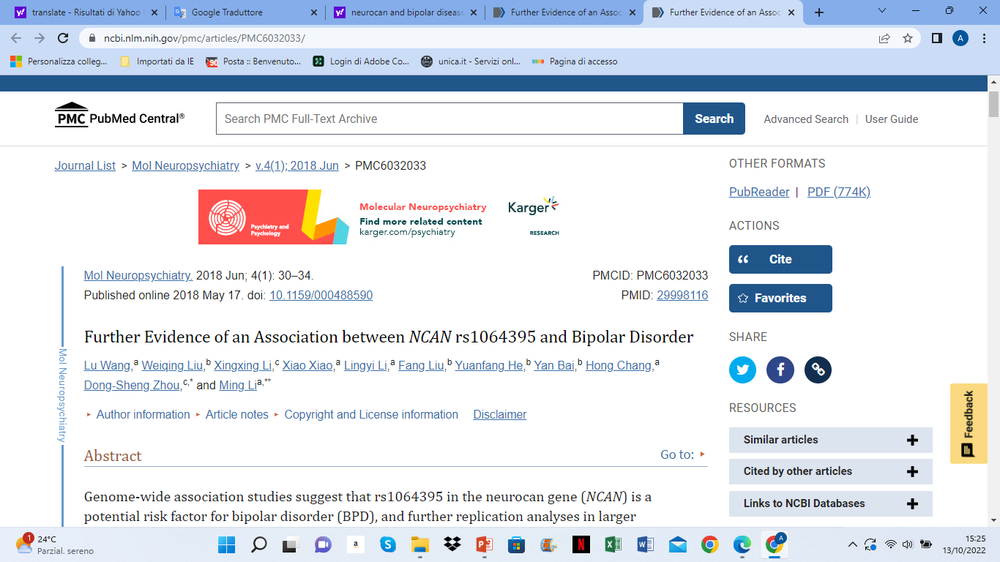 translate - Risultati di Yahoo
Google Traduttore
neurocan and bipolar disease
Further Evidence of an Assoc
Further Evidence of an Assoc
ncbi.nlm.nih.gov/pmc/articles/PMC6032033/
A
Personalizza colleg...
Importati da IE
Posta :: Benvenuto...
Login di Adobe Co...
unica.it - Servizi onl...
Pagina di accesso
PMC PubMed Central®
Search PMC Full-Text Archive
Search
Advanced Search | User Guide
Journal List > Mol Neuropsychiatry > v.4(1); 2018 Jun > PMC6032033
Psychiatry and
Psychology
Molecular Neuropsychiatry
Find more related content
karger.com/psychiatry
Karger
RESEARCH
Mol Neuropsychiatry. 2018 Jun; 4(1): 30–34.
PMCID: PMC6032033
Published online 2018 May 17. doi: 10.1159/000488590
PMID: 29998116
Further Evidence of an Association between NCAN rs1064395 and Bipolar Disorder
Lu Wang,a Weiqing Liu,b Xingxing Li,c Xiao Xiao,a Lingyi Li,a Fang Liu,b Yuanfang He,b Yan Bai,b Hong Chang,a
Dong-Sheng Zhou,c,* and Ming Lia,**
Author information Article notes Copyright and License information Disclaimer
Abstract
Go to:
Genome-wide association studies suggest that rs1064395 in the neurocan gene (NCAN) is a
potential risk factor for bipolar disorder (BPD), and further replication analyses in larger
Mol Neuropsychiatry
OTHER FORMATS
PubReader | PDF (774K)
ACTIONS
Cite
Favorites
SHARE
RESOURCES
Similar articles
Cited by other articles
Links to NCBI Databases
Feedback
1
24°C
Parzial. sereno
a
A
15:25
13/10/2022